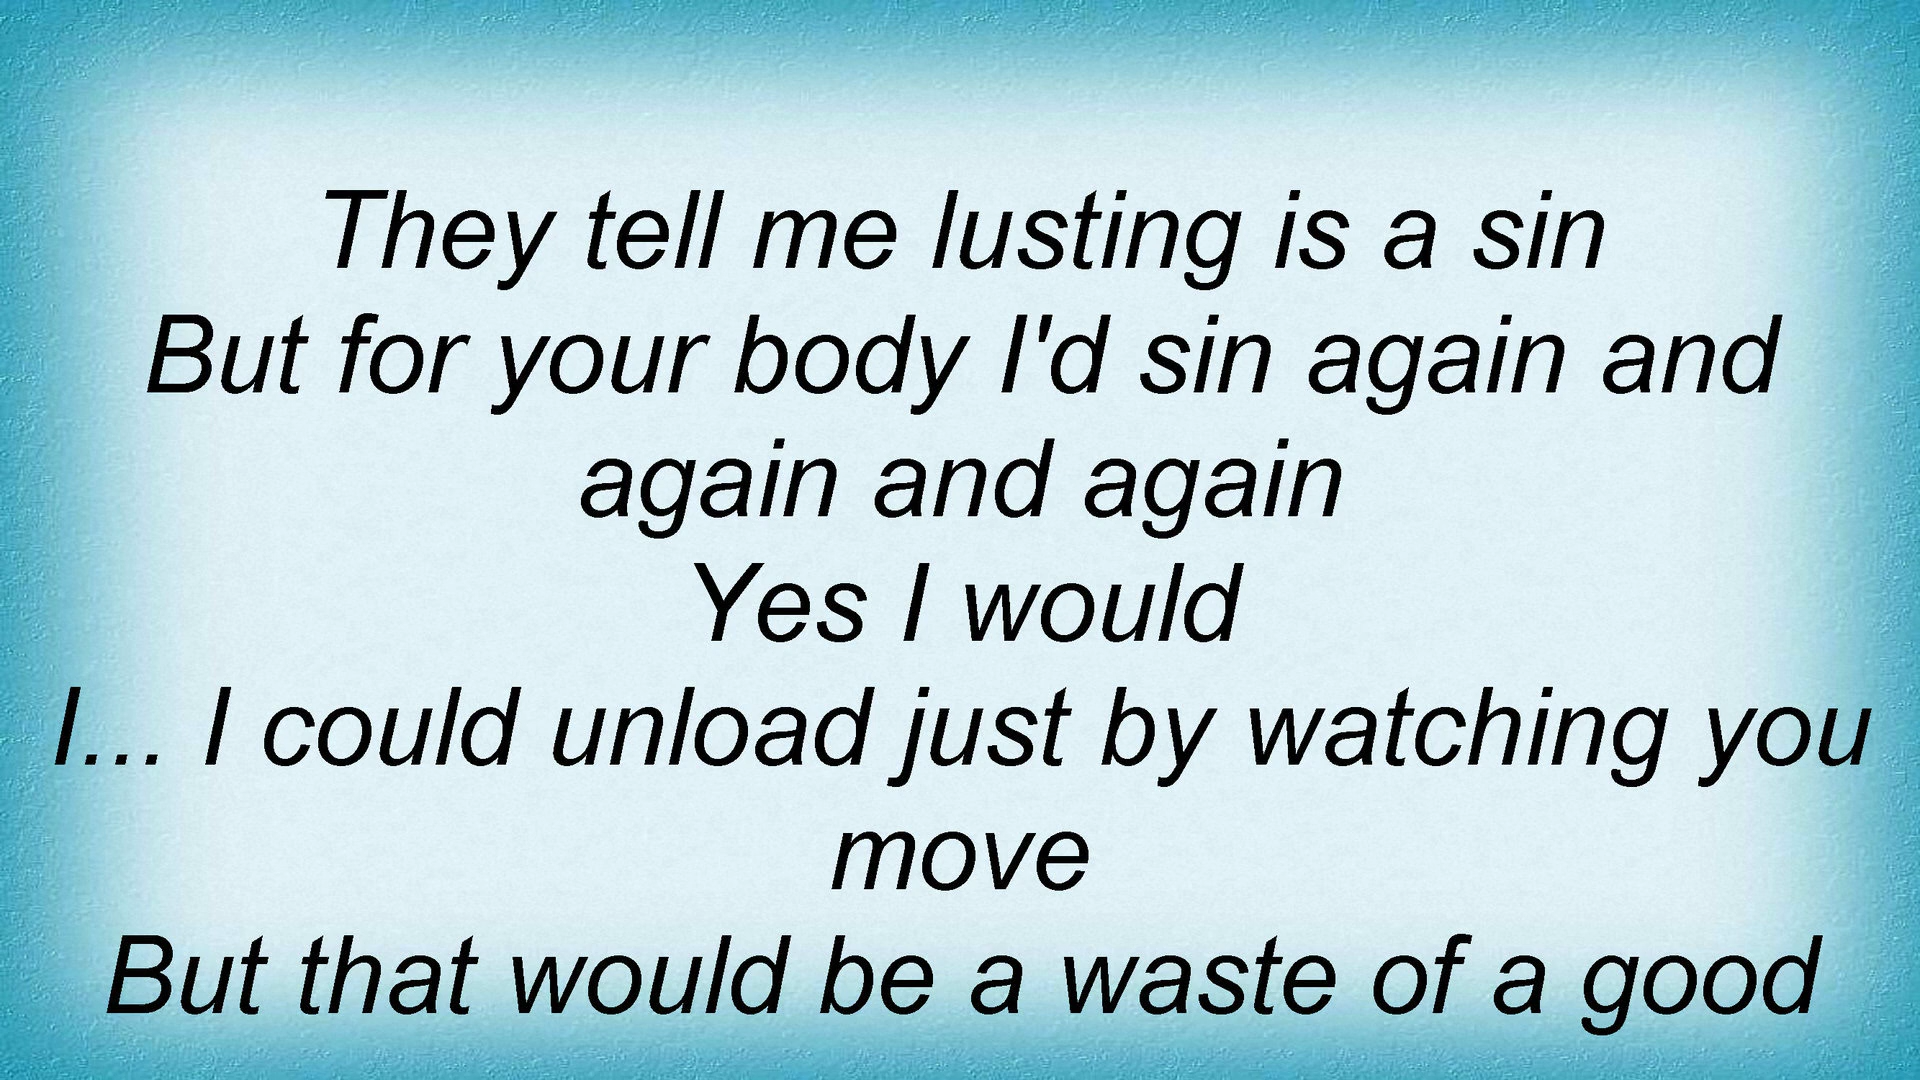 They tell me lusting is a sin
But for your body I'd sin again and
again and again
Yes I would
I... I could unload just by watching you
move
But that would be a waste of a good